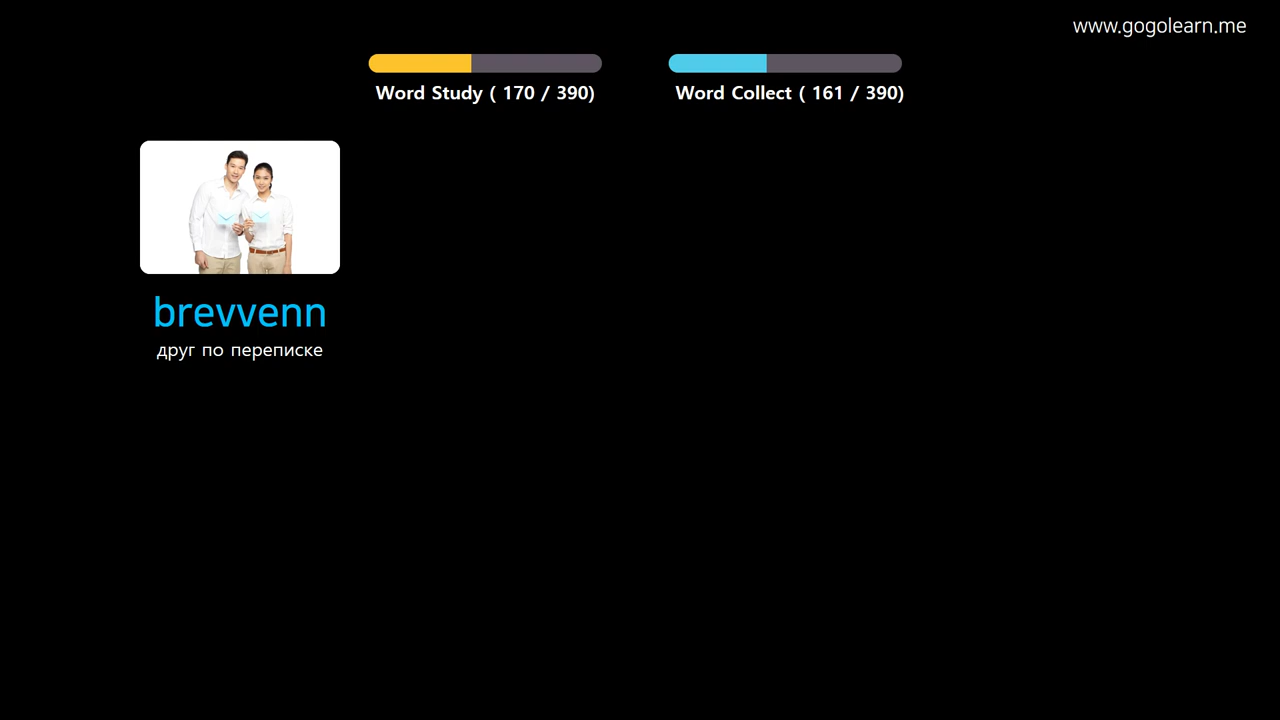 www.gogolearn.me
Word Study ( 170 / 390)
Word Collect ( 161 / 390)
brevvenn
друг по переписке